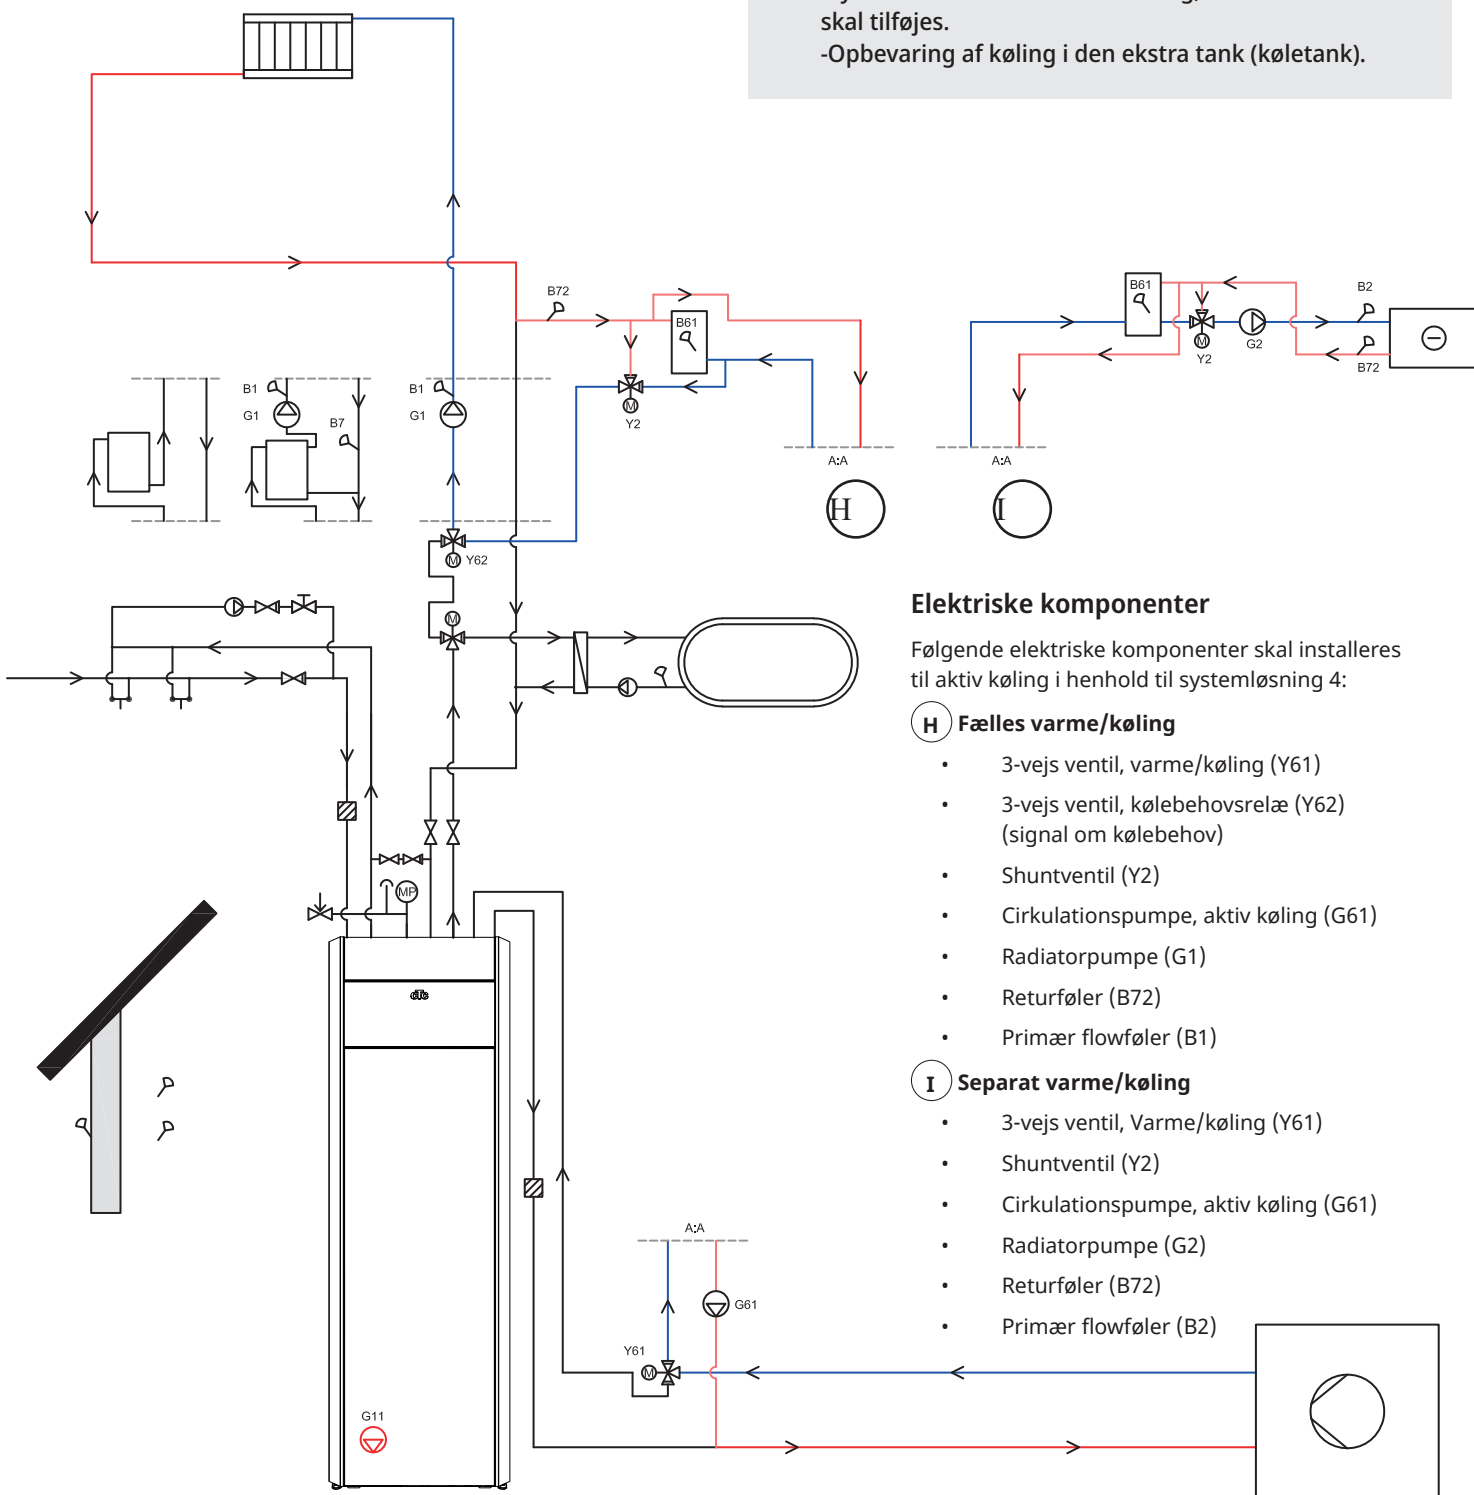 skal tilføjes.
-Opbevaring af køling i den ekstra tank (køletank).
B72
B61
Y2
A:A
H
B61
Y2
G2
B2
B72
A:A
I
B1
G1
B7
B1
G1
M
Y62
M
M
M
Elektriske komponenter
Følgende elektriske komponenter skal installeres
til aktiv køling i henhold til systemløsning 4:
H Fælles varme/køling
• 3-vejs ventil, varme/køling (Y61)
• 3-vejs ventil, kølebehovsrelæ (Y62)
(signal om kølebehov)
• Shuntventil (Y2)
• Cirkulationspumpe, aktiv køling (G61)
• Radiatorpumpe (G1)
• Returføler (B72)
• Primær flowføler (B1)
I Separat varme/køling
• 3-vejs ventil, Varme/køling (Y61)
• Shuntventil (Y2)
• Cirkulationspumpe, aktiv køling (G61)
• Radiatorpumpe (G2)
• Returføler (B72)
• Primær flowføler (B2)
MP
CTC
A:A
G61
Y61
M
G11